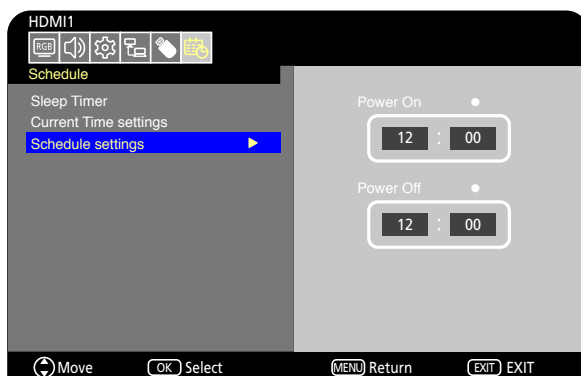 HDMI1
RGB
Schedule
Sleep Timer
Current Time settings
Schedule settings
Power On
12 : 00
Power Off
12 : 00
Move OK Select MENU Return EXIT EXIT